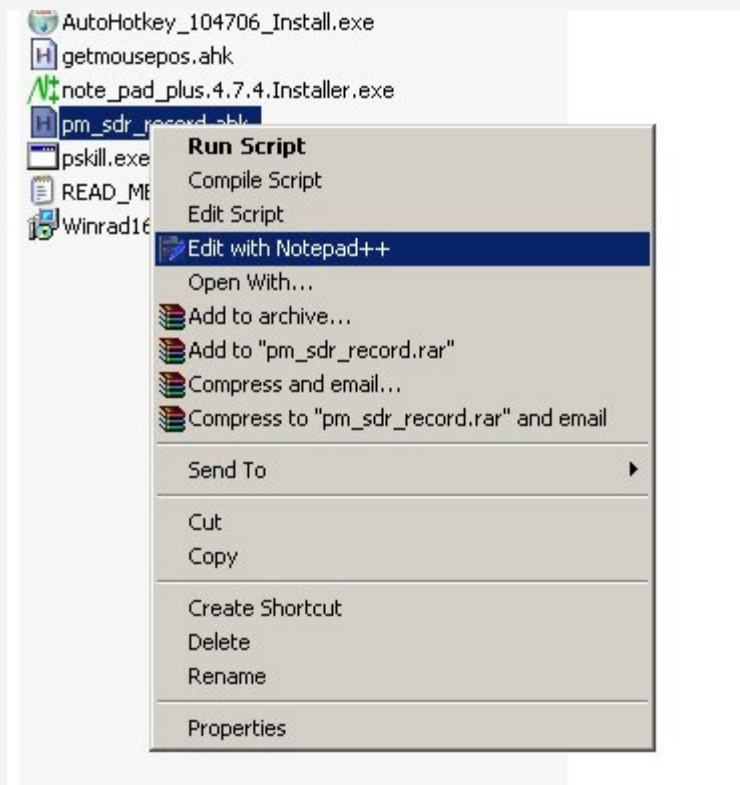 AutoHotkey_104706_Install.exe
getmousepos.ahk
note_pad_plus.4.7.4.Installer.exe
pm_sdr_record.ahk
pskill.exe
READ_ME
Winrad16
Run Script
Compile Script
Edit Script
Edit with Notepad++
Open With...
Add to archive...
Add to "pm_sdr_record.rar"
Compress and email...
Compress to "pm_sdr_record.rar" and email
Send To
Cut
Copy
Create Shortcut
Delete
Rename
Properties